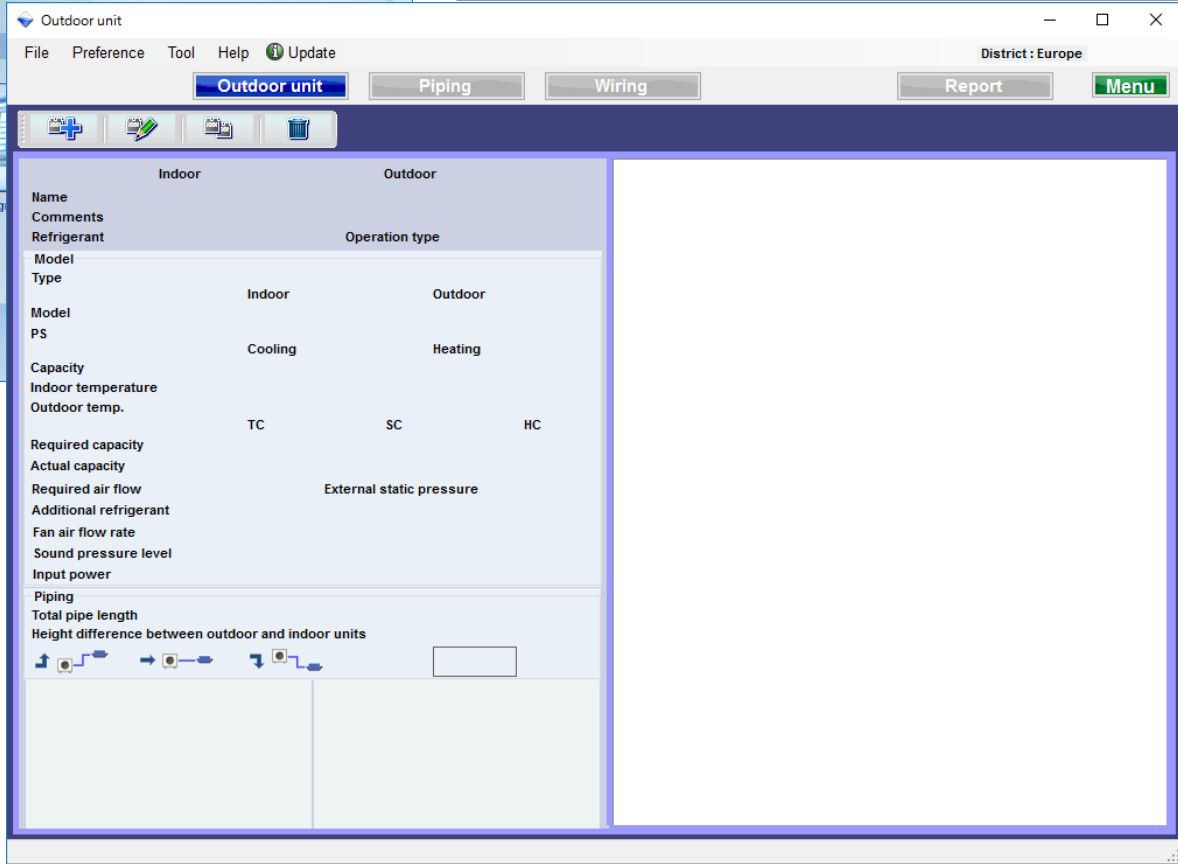 Outdoor unit
File Preference Tool Help Update District : Europe
Outdoor unit Piping Wiring Report Menu
Indoor Outdoor
Name
Comments
Refrigerant Operation type
Model
Type
Indoor Outdoor
Model
PS
Cooling Heating
Capacity
Indoor temperature
Outdoor temp.
TC SC HC
Required capacity
Actual capacity
Required air flow External static pressure
Additional refrigerant
Fan air flow rate
Sound pressure level
Input power
Piping
Total pipe length
Height difference between outdoor and indoor units